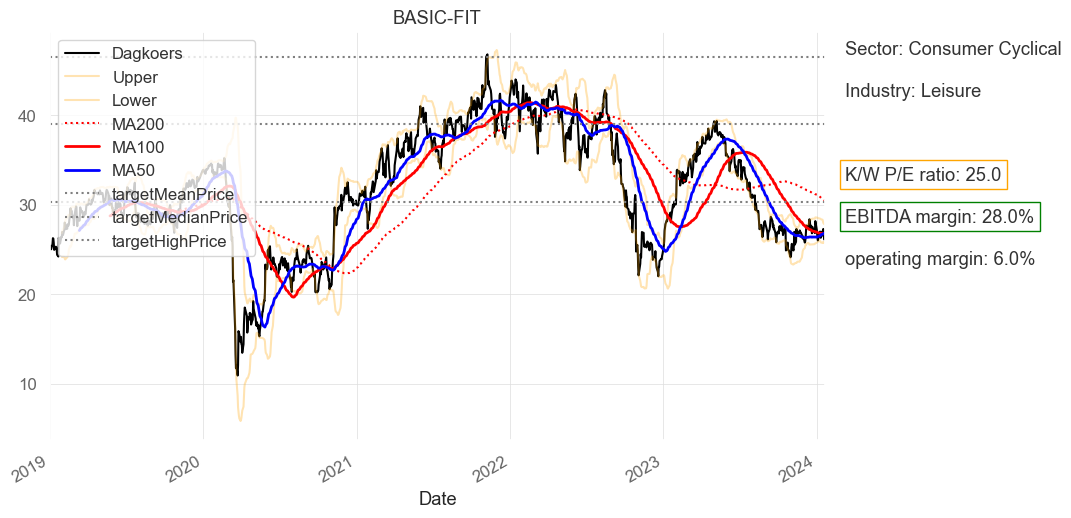 BASIC-FIT
Dagkoers
Upper
Lower
MA200
MA100
MA50
targetMeanPrice
targetMedianPrice
targetHighPrice
40
30
20
10
2019
2020
2021
2022
2023
2024
Date
Sector: Consumer Cyclical
Industry: Leisure
K/W P/E ratio: 25.0
EBITDA margin: 28.0%
operating margin: 6.0%